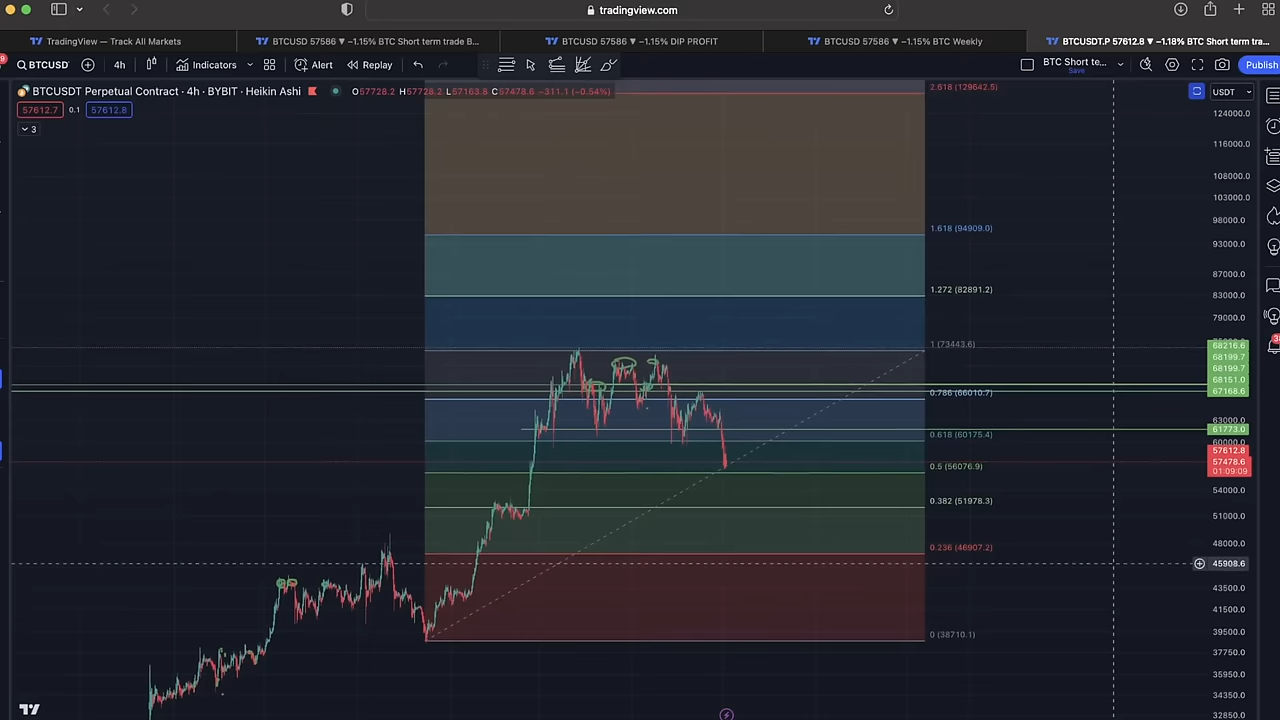 tradingview.com
TradingView — Track All Markets
BTCUSD 57586 ▼ −1.15% BTC Short term trade B...
BTCUSD 57586 ▼ −1.15% DIP PROFIT
BTCUSD 57586 ▼ −1.15% BTC Weekly
BTCUSDT.P 57612.8 ▼ −1.18% BTC Short term tra...
BTCUSD
4h
Indicators
Alert
Replay
BTC Short te...
Save
Publish
BTCUSDT Perpetual Contract · 4h · BYBIT · Heikin Ashi
O57728.2 H57728.2 L57163.8 C57478.6 −311.1 (−0.54%)
USDT
57612.7
0.1
57612.8
3
2.618 (129642.5)
124000.0
116000.0
108000.0
103000.0
98000.0
1.618 (94909.0)
93000.0
87000.0
1.272 (82891.2)
83000.0
79000.0
1 (73443.6)
68216.6
68199.7
68199.7
68151.0
67168.6
0.786 (66010.7)
63000.0
61773.0
0.618 (60175.4)
60000.0
57612.8
57478.6
01:09:09
0.5 (56076.9)
54000.0
0.382 (51978.3)
51000.0
48000.0
0.236 (46907.2)
45908.6
43500.0
41500.0
39500.0
0 (38710.1)
37750.0
35950.0
34350.0
32850.0